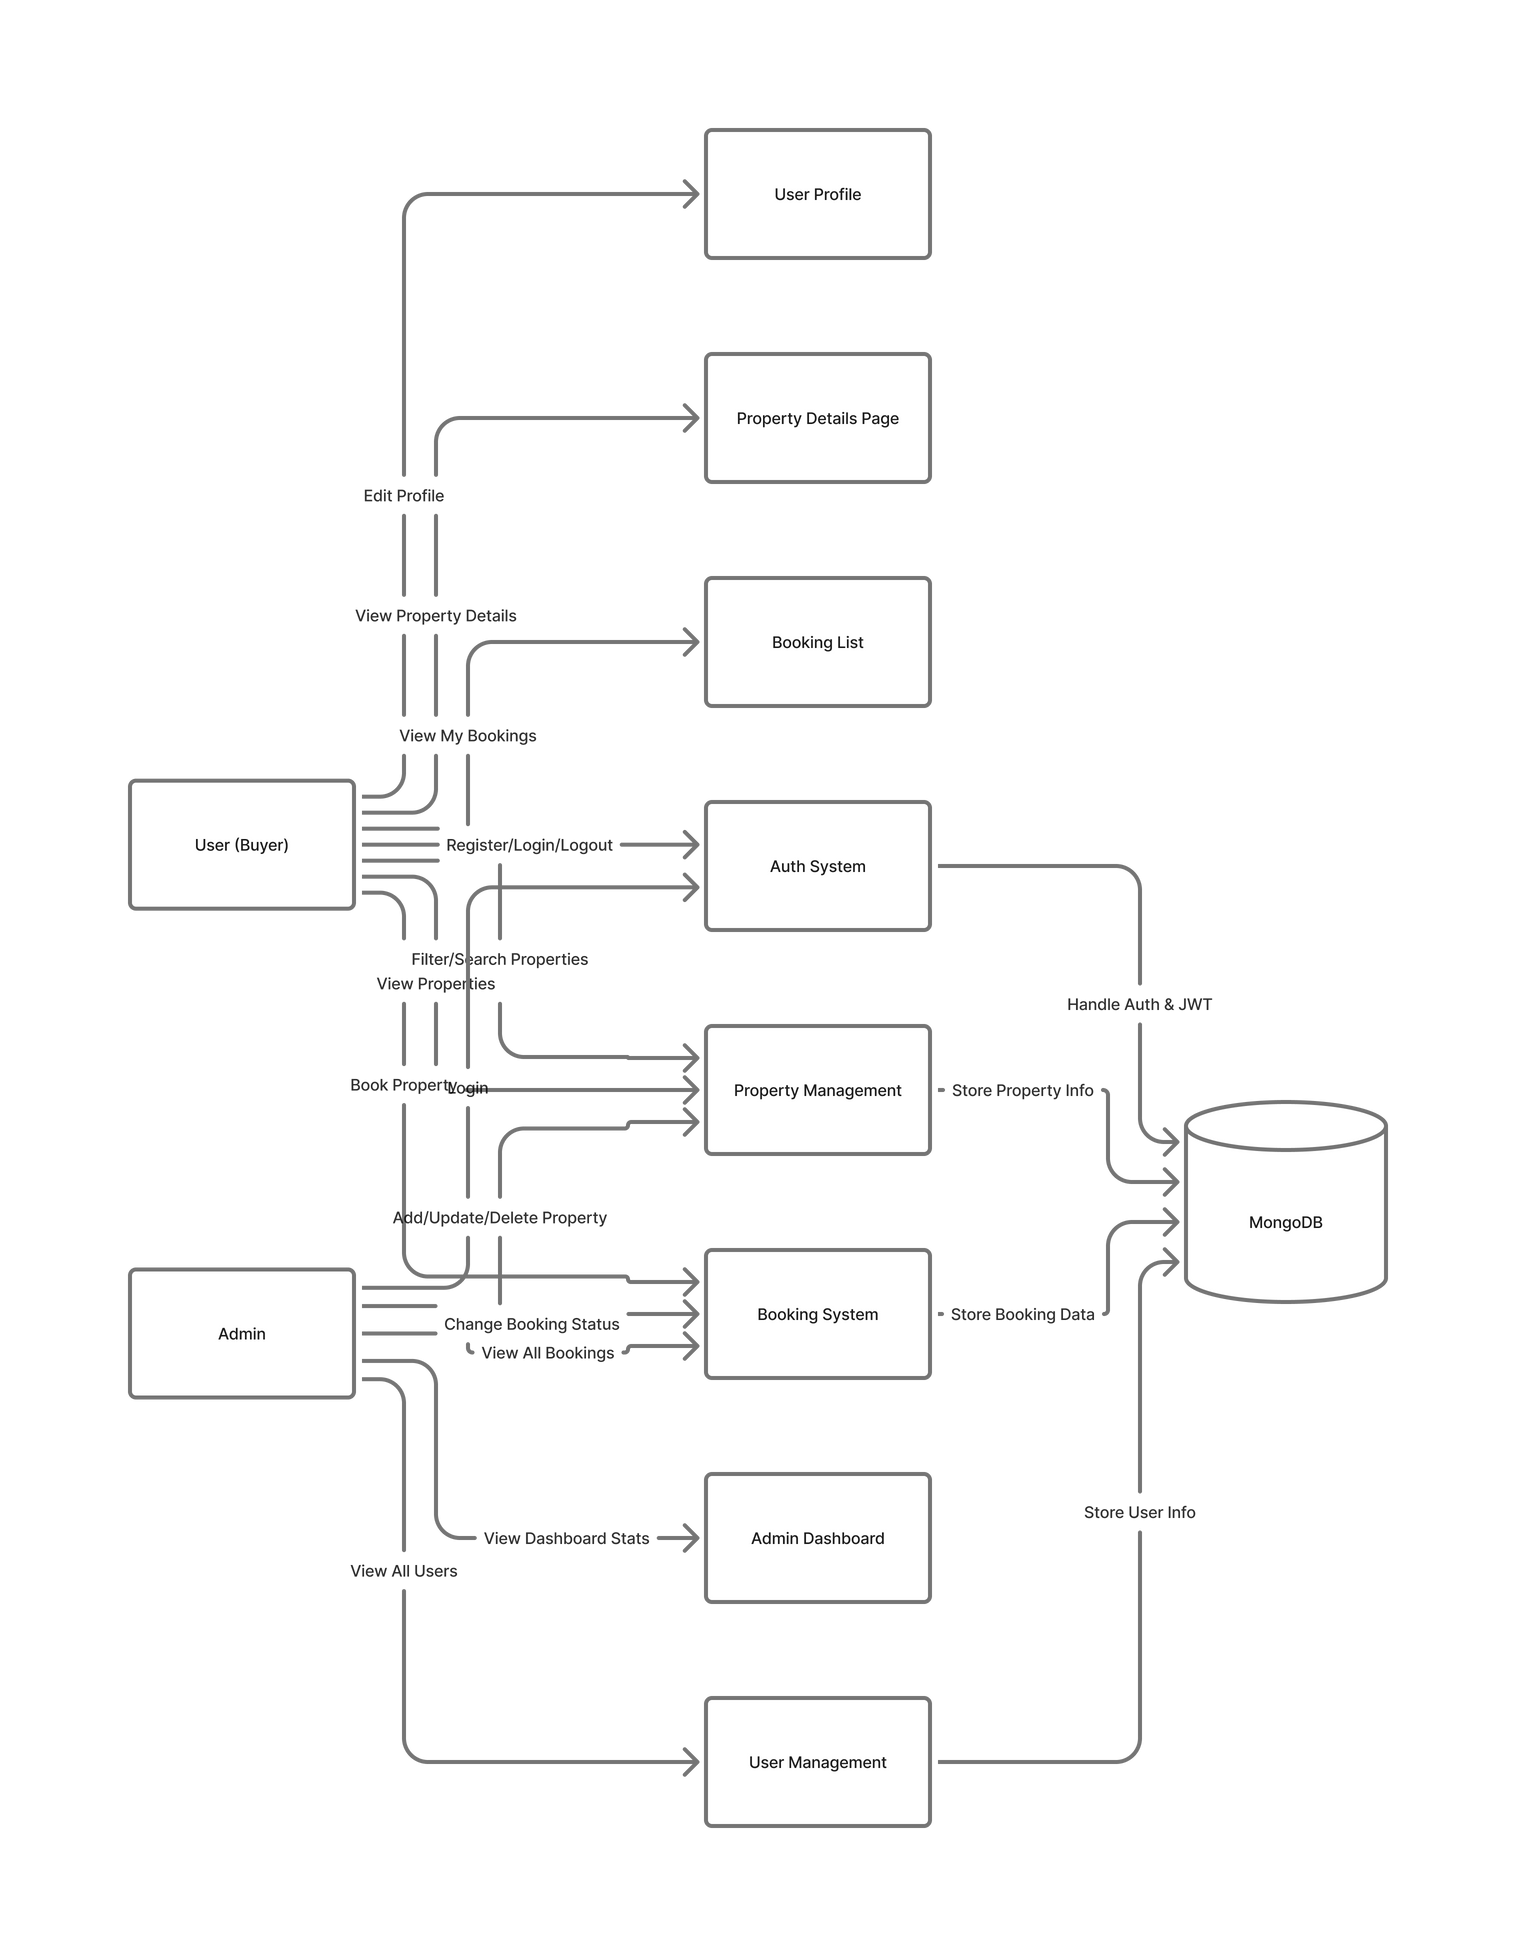 User Profile
Property Details Page
Edit Profile
View Property Details
Booking List
View My Bookings
User (Buyer)
Register/Login/Logout
Auth System
Filter/Search Properties
View Properties
Handle Auth & JWT
Book Property
Login
Property Management
Store Property Info
Add/Update/Delete Property
MongoDB
Admin
Change Booking Status
View All Bookings
Booking System
Store Booking Data
Store User Info
View Dashboard Stats
Admin Dashboard
View All Users
User Management